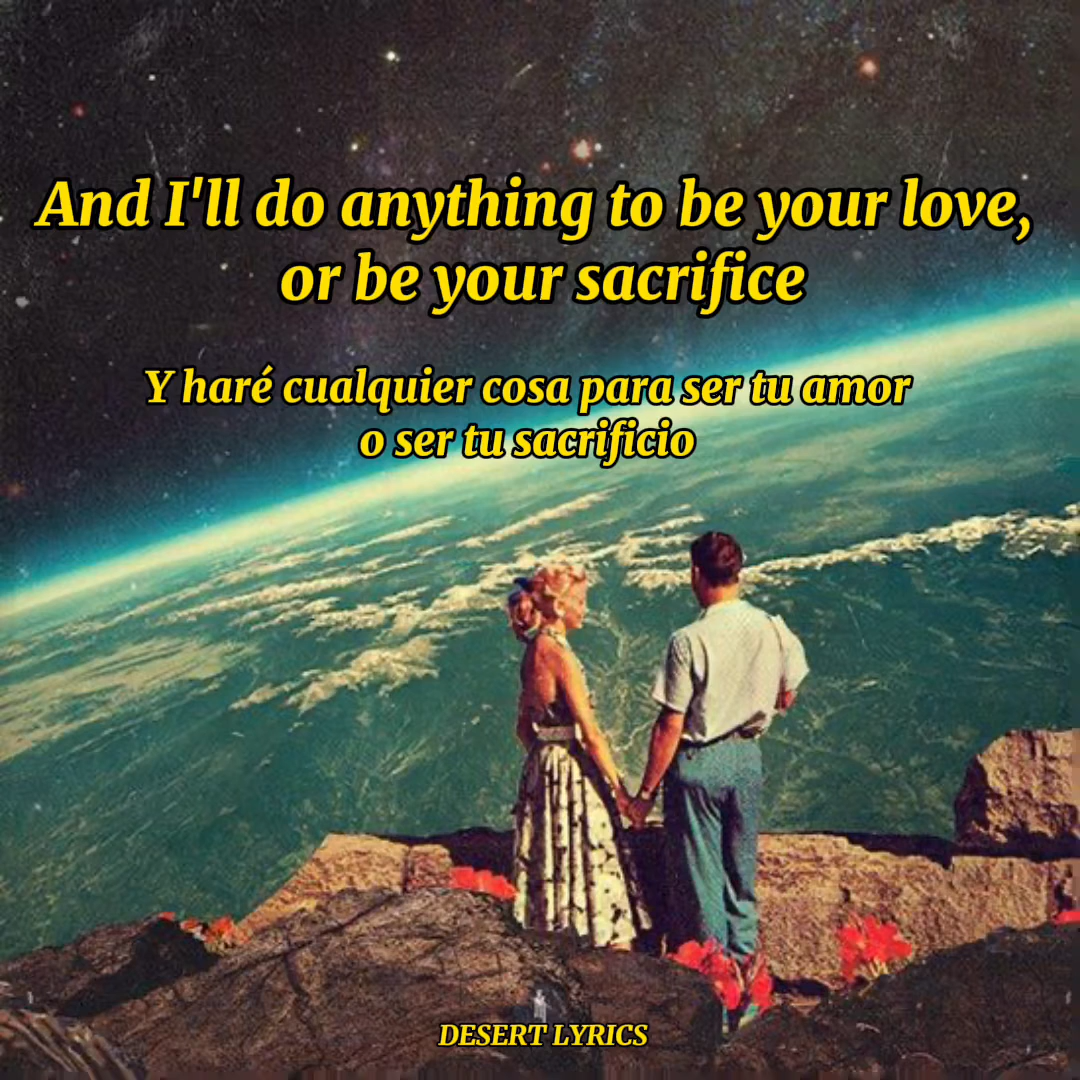 And I'll do anything to be your love,
or be your sacrifice
Y haré cualquier cosa para ser tu amor
o ser tu sacrificio
DESERT LYRICS